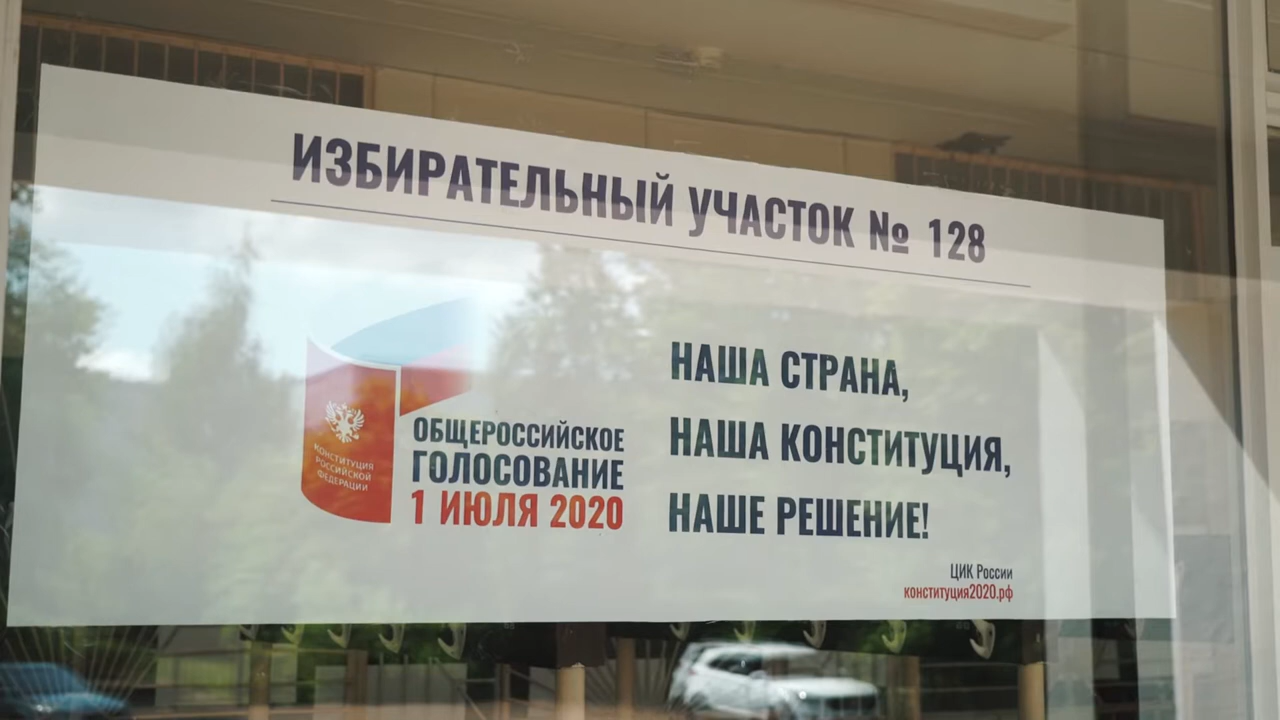 ИЗБИРАТЕЛЬНЫЙ УЧАСТОК № 128
КОНСТИТУЦИЯ
РОССИЙСКОЙ
ФЕДЕРАЦИИ
ОБЩЕРОССИЙСКОЕ
ГОЛОСОВАНИЕ
1 ИЮЛЯ 2020
НАША СТРАНА,
НАША КОНСТИТУЦИЯ,
НАШЕ РЕШЕНИЕ!
ЦИК России
конституция2020.рф